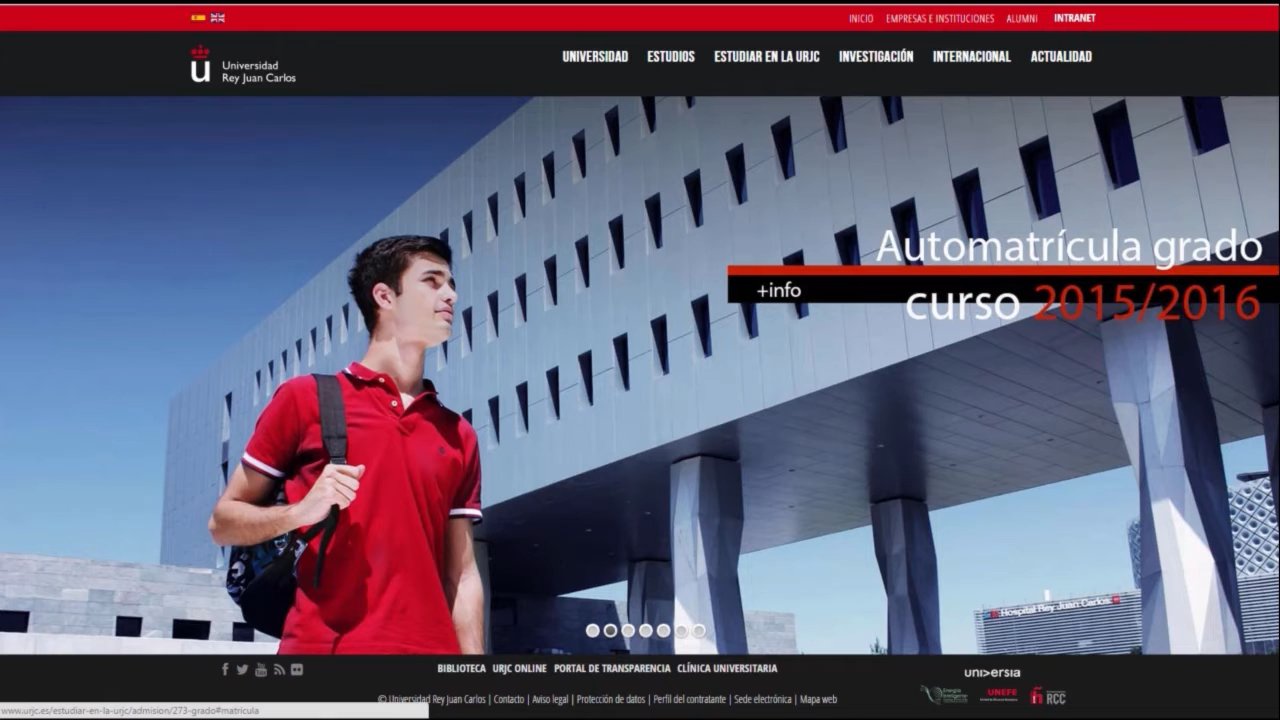 INICIO EMPRESAS E INSTITUCIONES ALUMNI INTRANET
Universidad
Rey Juan Carlos
UNIVERSIDAD ESTUDIOS ESTUDIAR EN LA URJC INVESTIGACIÓN INTERNACIONAL ACTUALIDAD
Automatrícula grado
+info
curso 2015/2016
Hospital Rey Juan Carlos
BIBLIOTECA URJC ONLINE PORTAL DE TRANSPARENCIA CLÍNICA UNIVERSITARIA
universia
© Universidad Rey Juan Carlos | Contacto | Aviso legal | Protección de datos | Perfil del contratante | Sede electrónica | Mapa web
UNEFE
RCC
www.urjc.es/estudiar-en-la-urjc/admision/273-grado#matricula